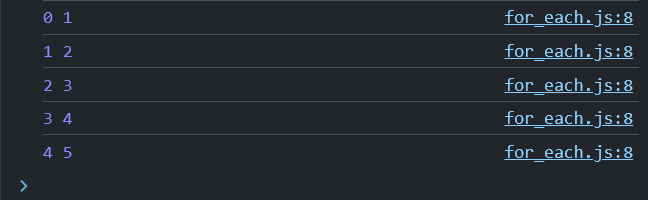 0 1 for_each.js:8
1 2 for_each.js:8
2 3 for_each.js:8
3 4 for_each.js:8
4 5 for_each.js:8
>